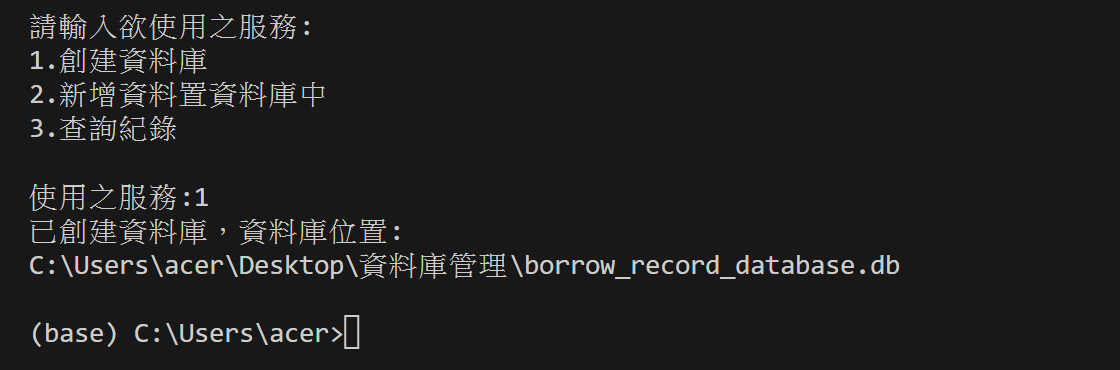 請輸入欲使用之服務:
1.創建資料庫
2.新增資料置資料庫中
3.查詢紀錄
使用之服務:1
已創建資料庫，資料庫位置:
C:\Users\acer\Desktop\資料庫管理\borrow_record_database.db
(base) C:\Users\acer>